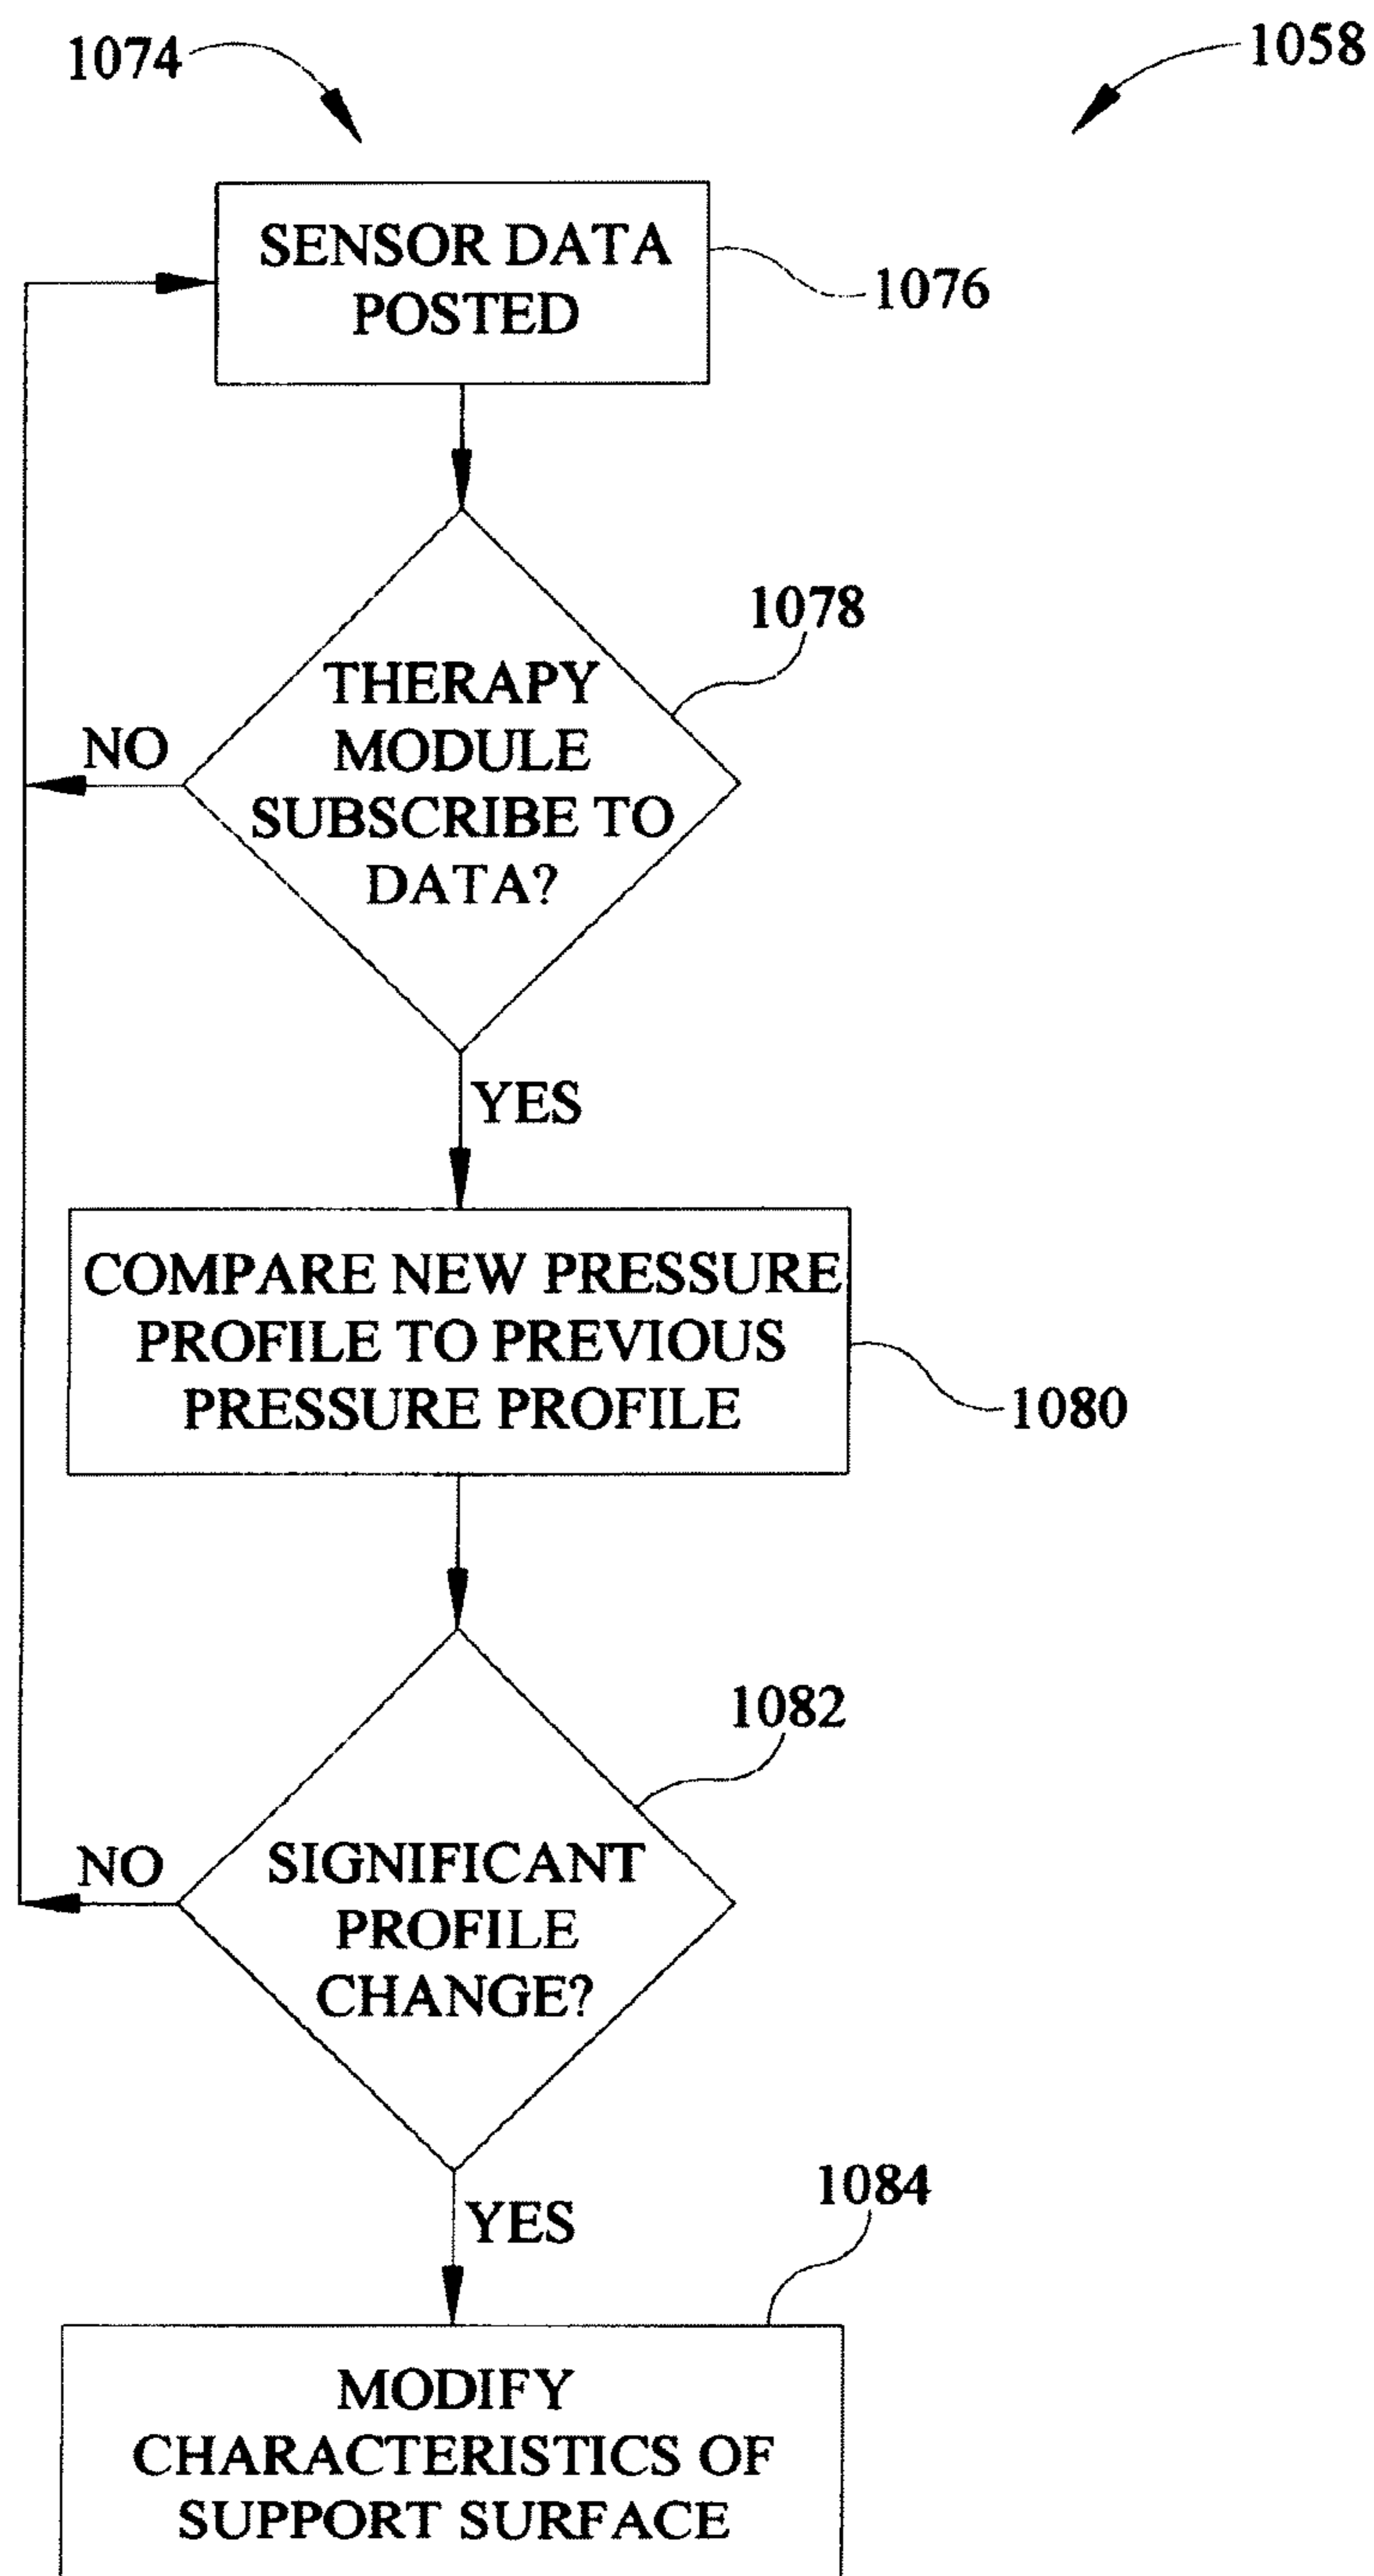 1074
1058
SENSOR DATA
POSTED
1076
1078
THERAPY
MODULE
SUBSCRIBE TO
DATA?
NO
YES
COMPARE NEW PRESSURE
PROFILE TO PREVIOUS
PRESSURE PROFILE
1080
1082
SIGNIFICANT
PROFILE
CHANGE?
NO
YES
1084
MODIFY
CHARACTERISTICS OF
SUPPORT SURFACE